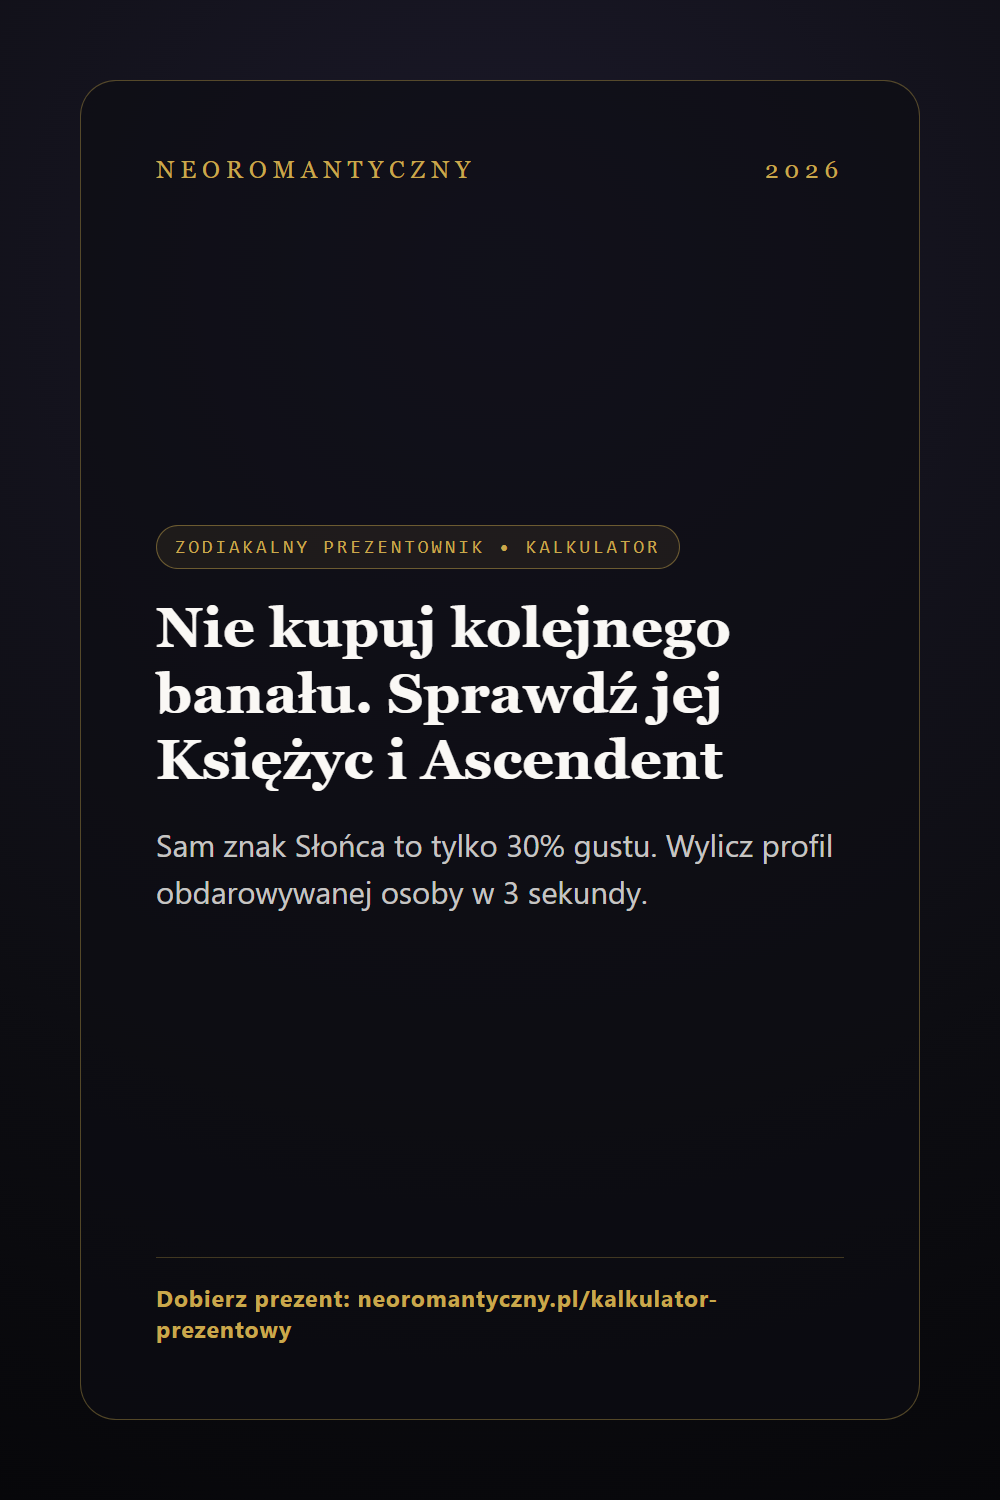 NEOROMANTYCZNY 2026
ZODIAKALNY PREZENTOWNIK • KALKULATOR
Nie kupuj kolejnego
banału. Sprawdź jej
Księżyc i Ascendent
Sam znak Słońca to tylko 30% gustu. Wylicz profil
obdarowywanej osoby w 3 sekundy.
Dobierz prezent: neoromantyczny.pl/kalkulator-
prezentowy